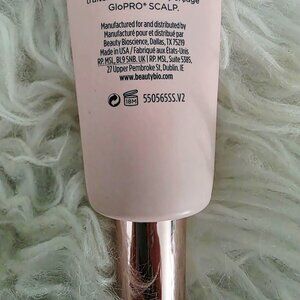 GloPRO® SCALP.
Manufactured for and distributed by
Manufacturé pour et distribué par
Beauty Bioscience, Dallas, TX 75219
Made in USA / Fabriqué aux États-Unis
RP, MSL, BL9 5NB, UK | RP, MSL, Suite 5385,
27 Upper Pembroke St, Dublin, IE
www.beautybio.com
18M 55056SSS.V2